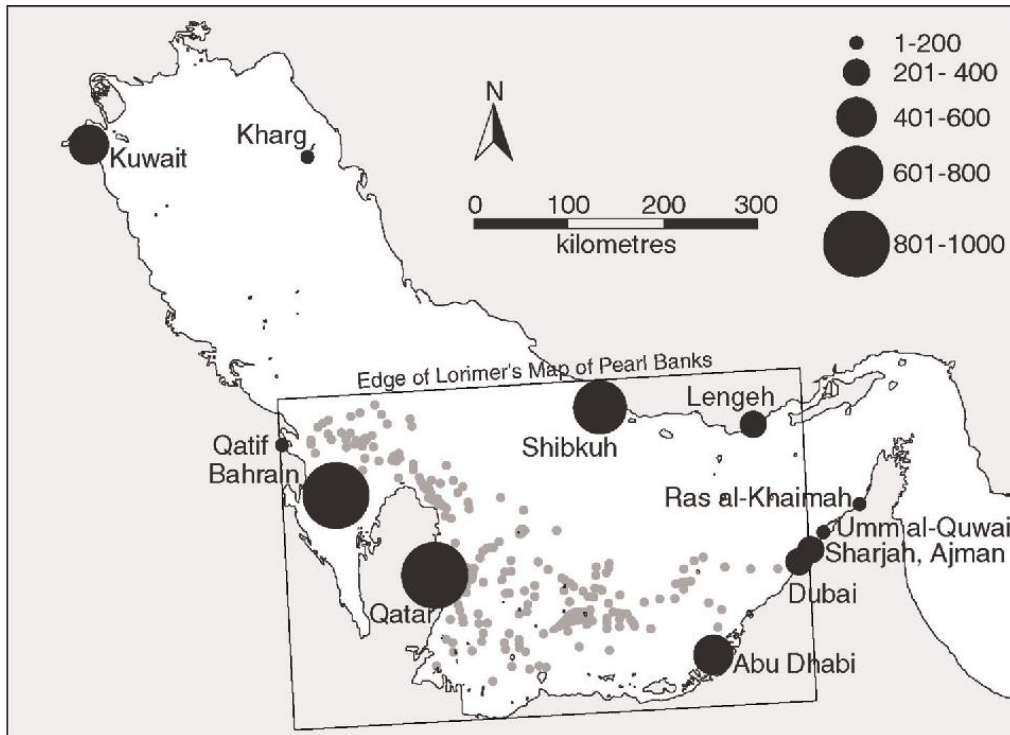 1-200
N
201- 400
Kharg
401-600
Kuwait
601-800
0 100 200 300
kilometres
801-1000
Edge of Lorimer's Map of Pearl Banks
Lengeh
Shibkuh
Qatif
Bahrain
Ras al-Khaimah
Umm al-Quwai
Sharjah, Ajman
Dubai
Qatar
Abu Dhabi